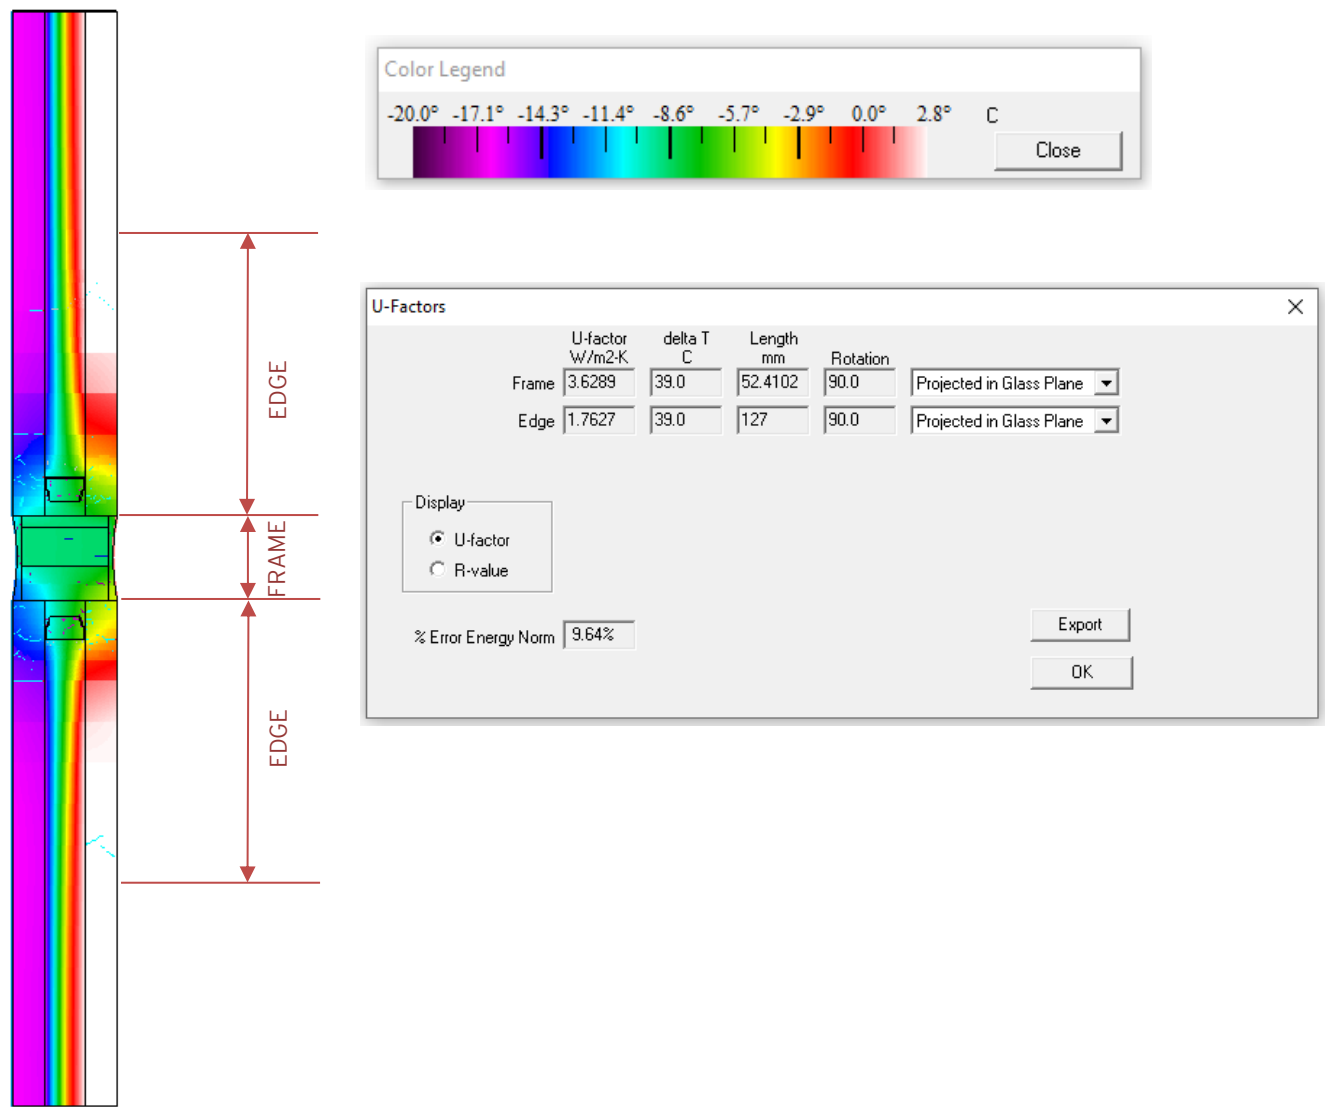 Color Legend
-20.0° -17.1° -14.3° -11.4° -8.6° -5.7° -2.9° 0.0° 2.8° C
Close
EDGE
FRAME
EDGE
U-Factors
U-factor delta T Length
W/m2-K C mm Rotation
Frame 3.6289 39.0 52.4102 90.0 Projected in Glass Plane
Edge 1.7627 39.0 127 90.0 Projected in Glass Plane
Display
U-factor
R-value
% Error Energy Norm 9.64%
Export
OK